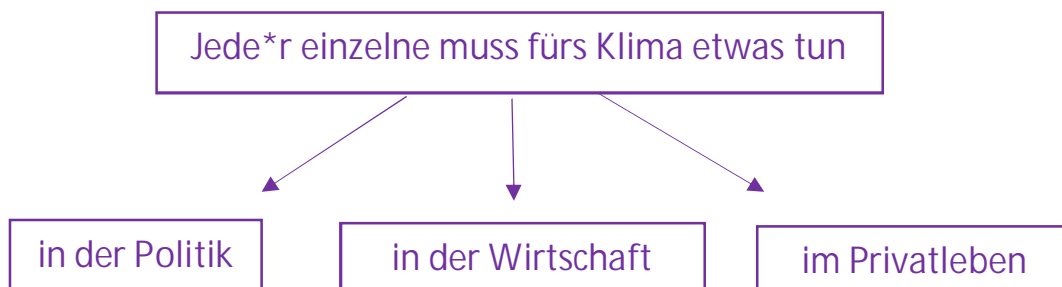 Jede*r einzelne muss fürs Klima etwas tun
in der Politik
in der Wirtschaft
im Privatleben